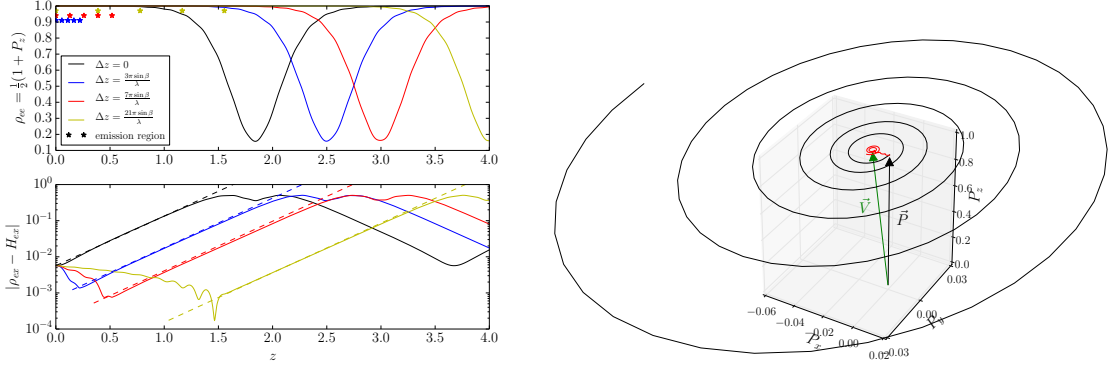 1.0
0.9
0.8
0.7
0.6
0.5
0.4
0.3
0.2
0.1
ρ_ee = ½(1 + P_z)
Δz = 0
Δz = 3π sin β / λ
Δz = 7π sin β / λ
Δz = 21π sin β / λ
emission region
0.0 0.5 1.0 1.5 2.0 2.5 3.0 3.5 4.0
10⁰
10⁻¹
10⁻²
10⁻³
10⁻⁴
|ρ_ex − H_ex|
0.0 0.5 1.0 1.5 2.0 2.5 3.0 3.5 4.0
z
V⃗
P⃗
1.0
0.8
0.6
0.4
0.2
0.0
P_z
−0.06
−0.04
−0.02
0.00
0.02
P_x
−0.03
0.00
0.03
P_y